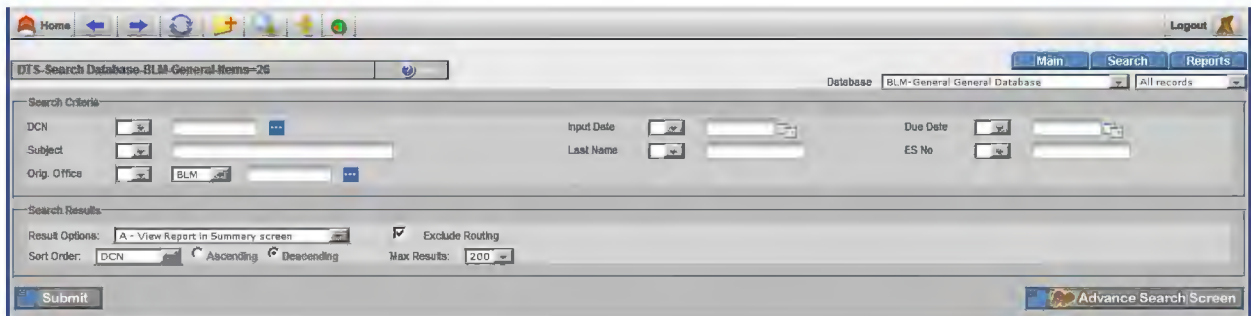 Home
Logout
DTS-Search Database-BLM-General-Items=26
Main Search Reports
Database BLM-General General Database All records
Search Criteria
DCN Input Date Due Date
Subject Last Name ES No
Orig. Office BLM
Search Results
Result Options: A - View Report in Summary screen Exclude Routing
Sort Order: DCN Ascending Descending Max Results: 200
Submit Advance Search Screen